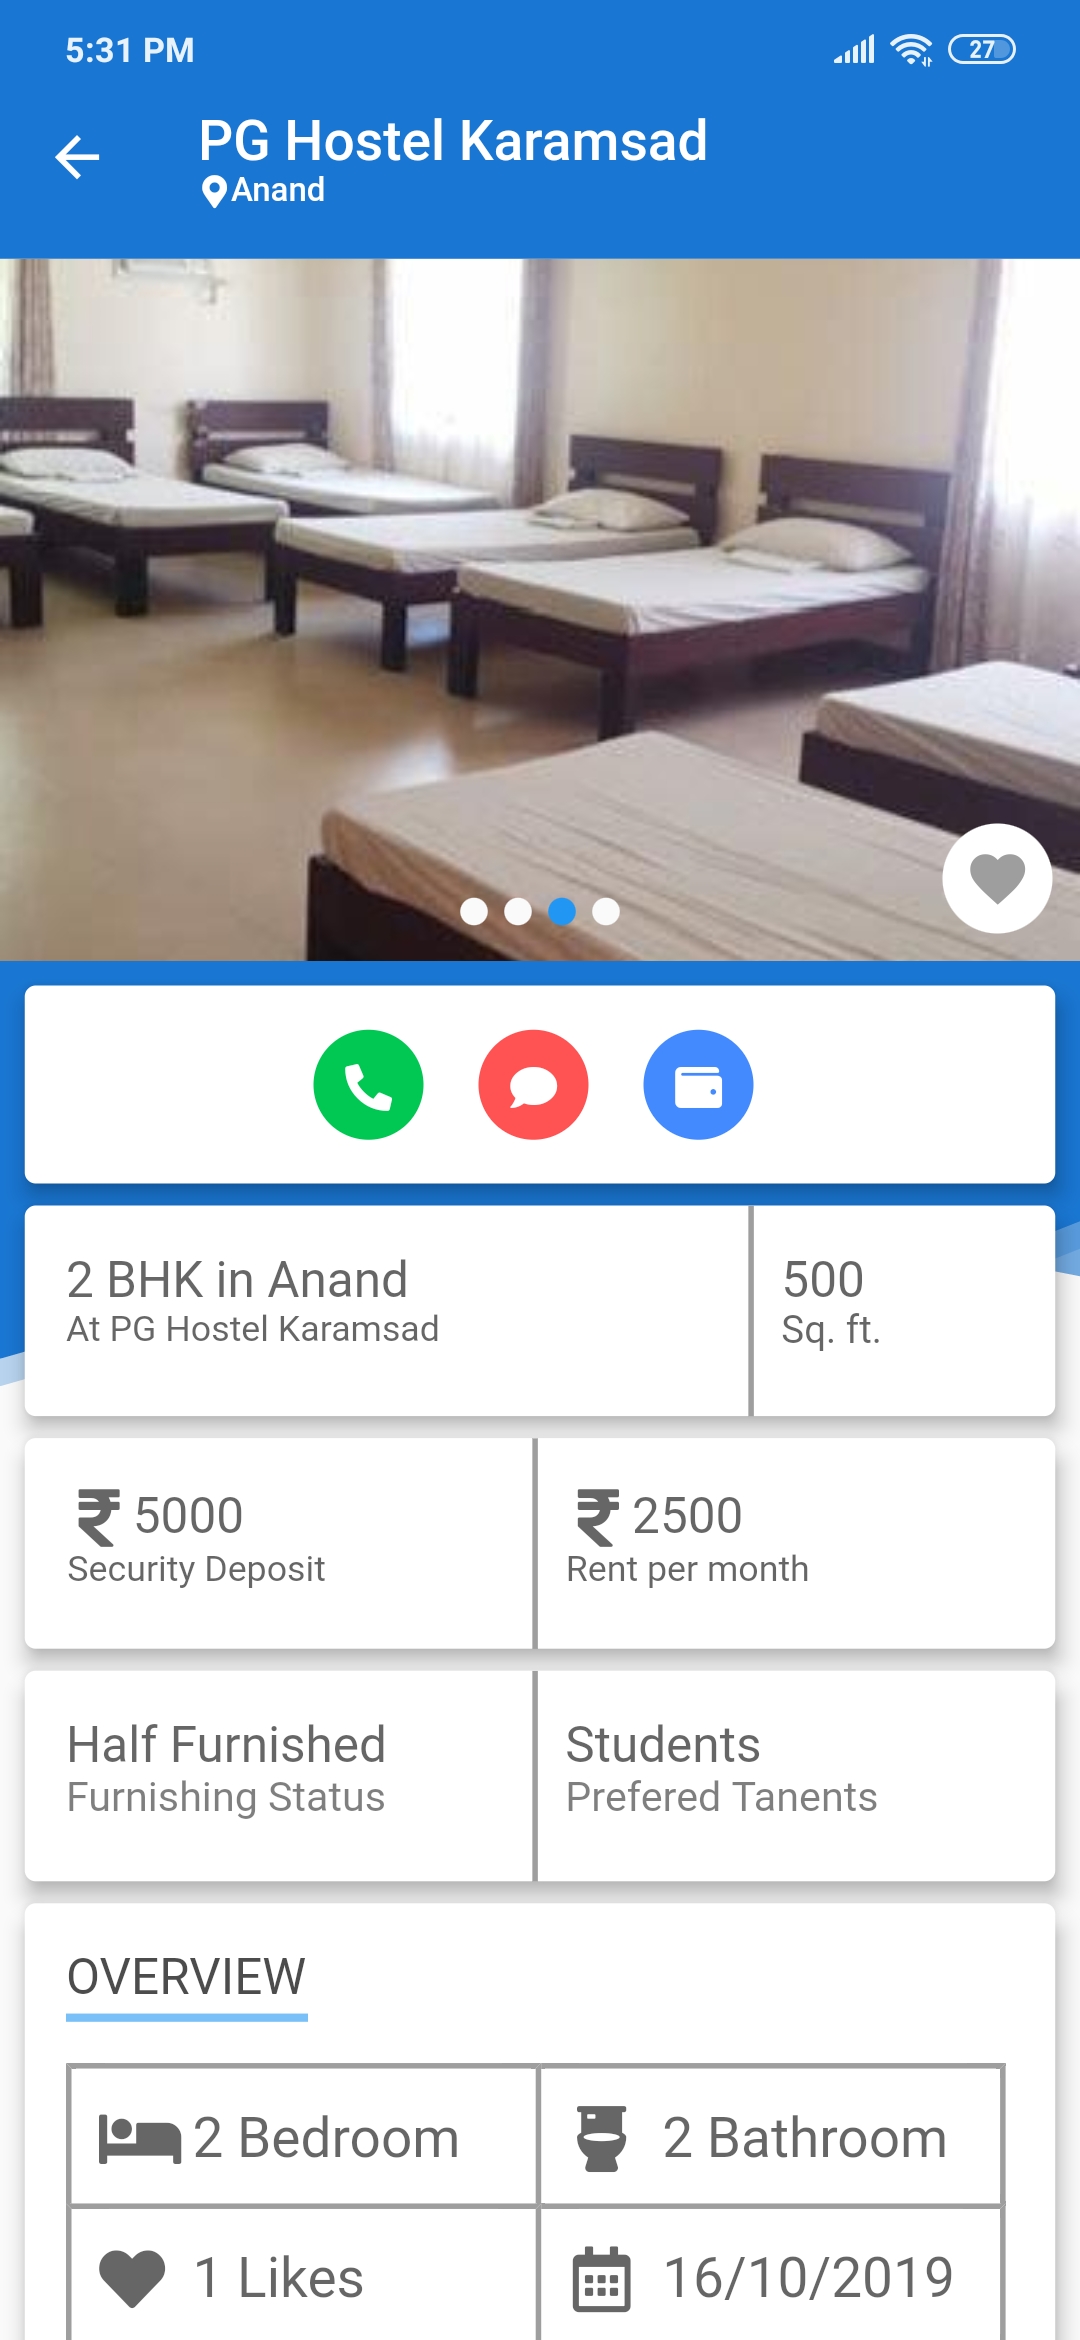 5:31 PM
27
PG Hostel Karamsad
Anand
2 BHK in Anand
At PG Hostel Karamsad
500
Sq. ft.
₹ 5000
Security Deposit
₹ 2500
Rent per month
Half Furnished
Furnishing Status
Students
Prefered Tanents
OVERVIEW
2 Bedroom
2 Bathroom
1 Likes
16/10/2019